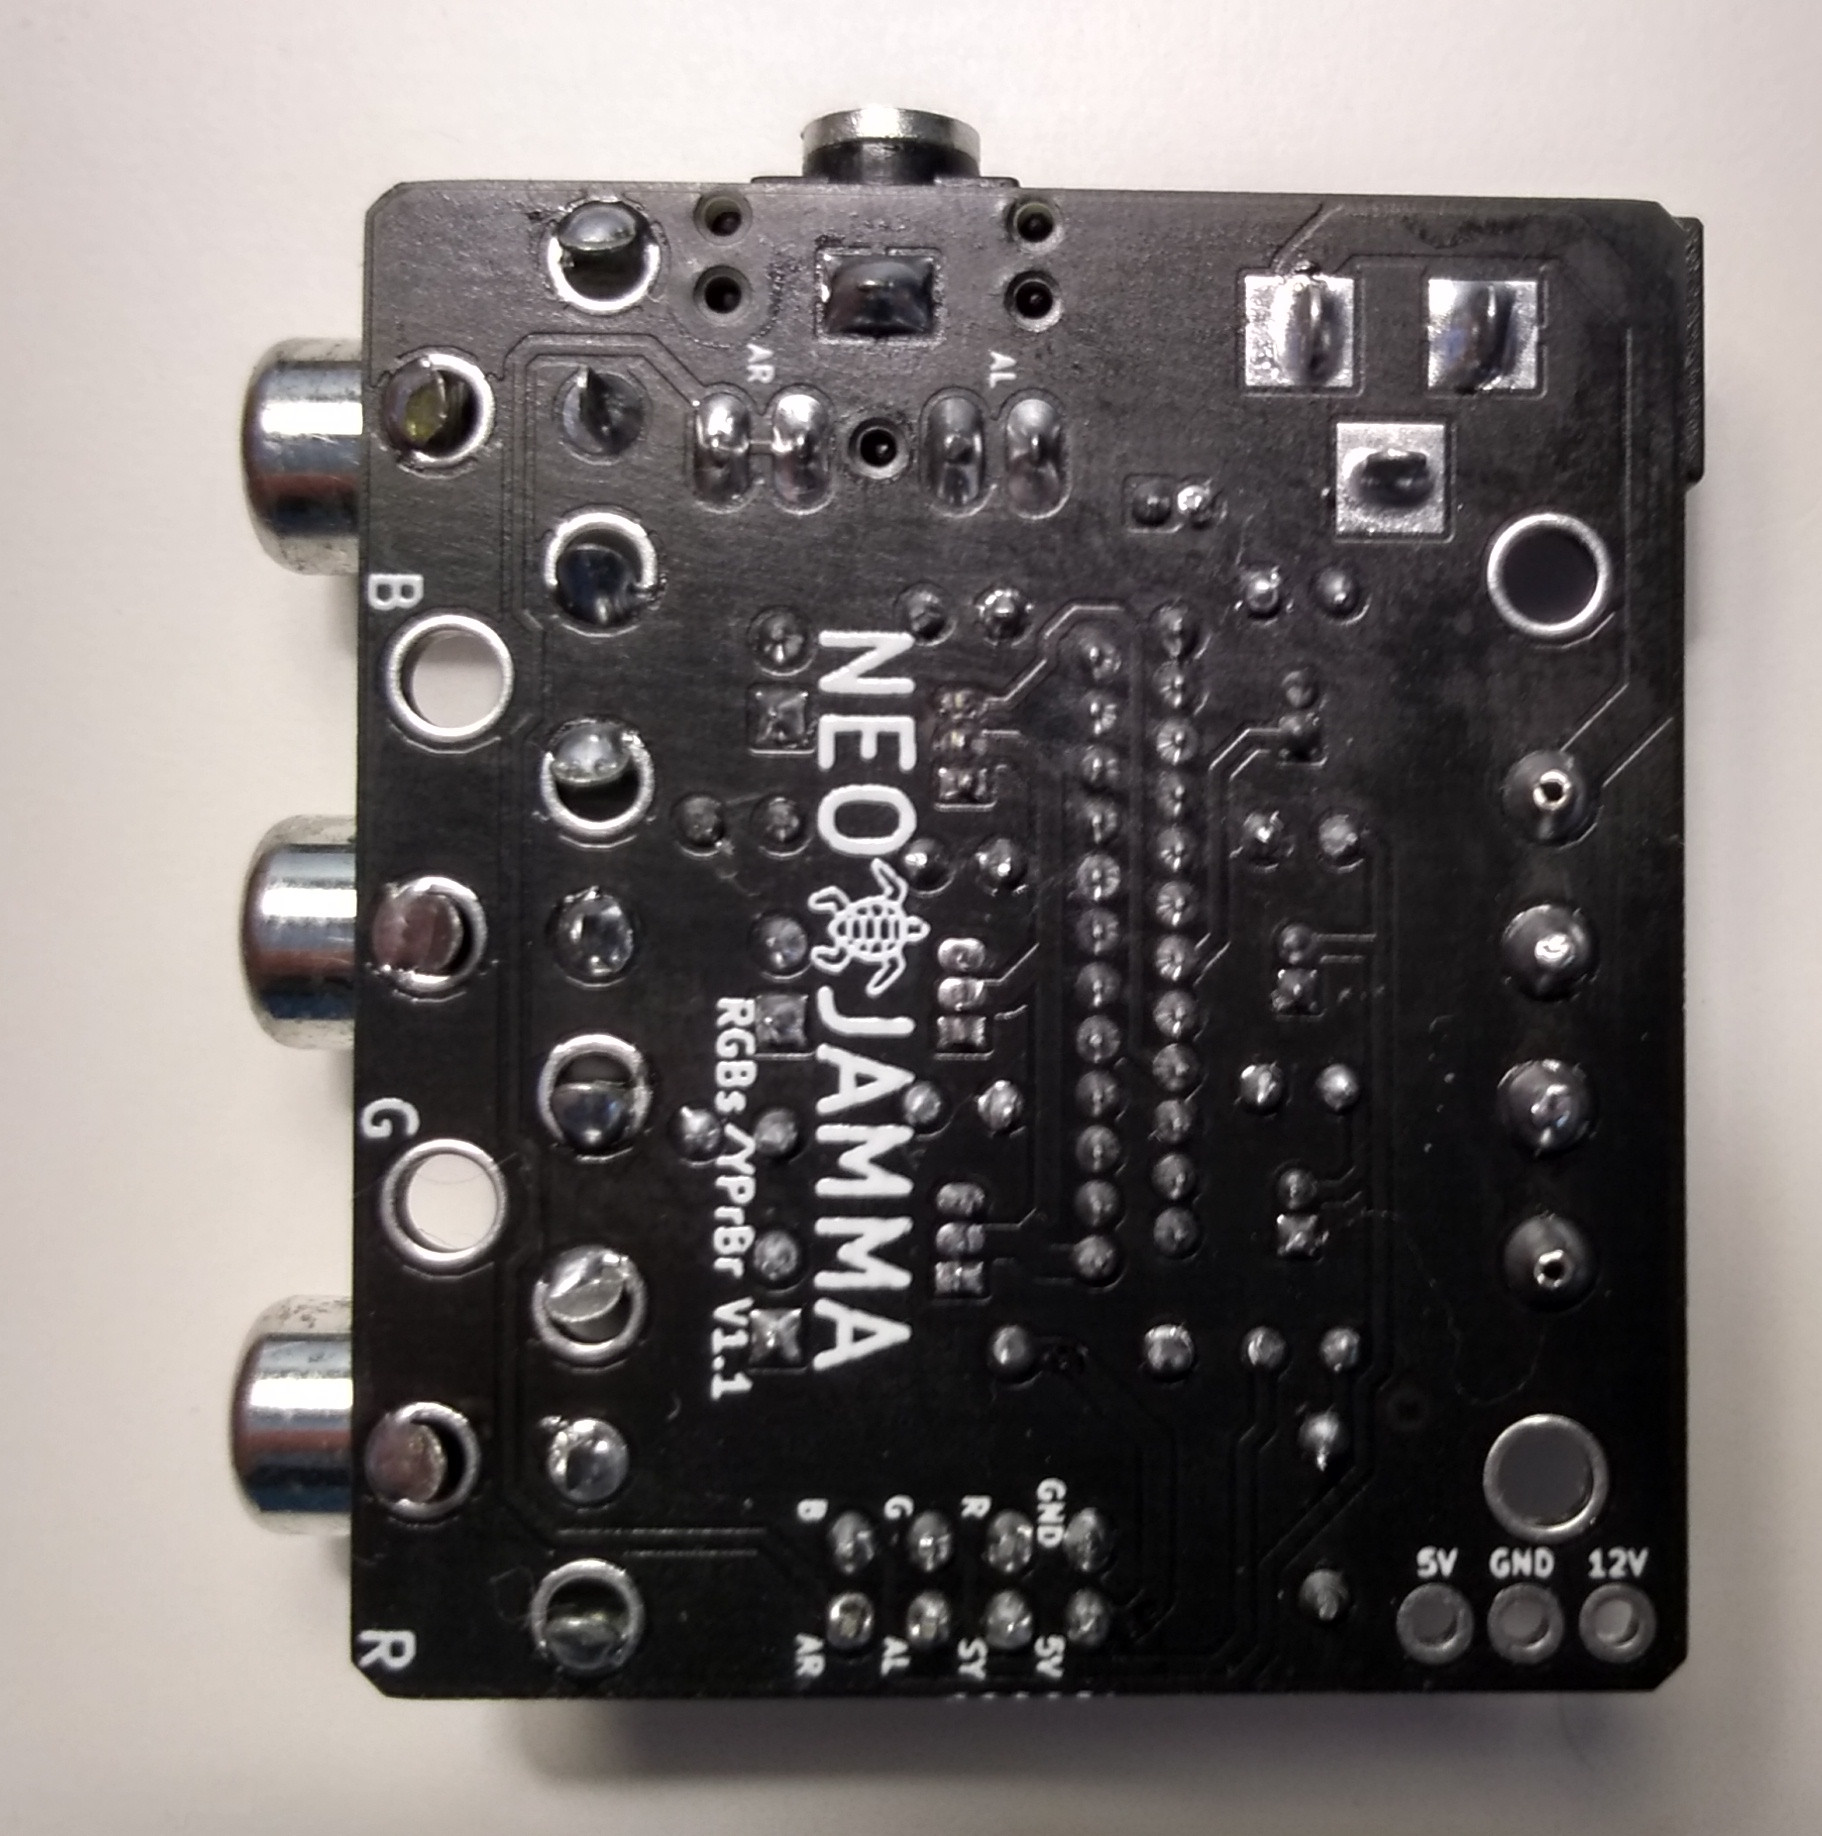 NEO JAMMA
RGBs/YPrBr V1.1
AR
AL
B
G
R
B
G
R
GND
AR
AL
SY
5V
5V GND 12V